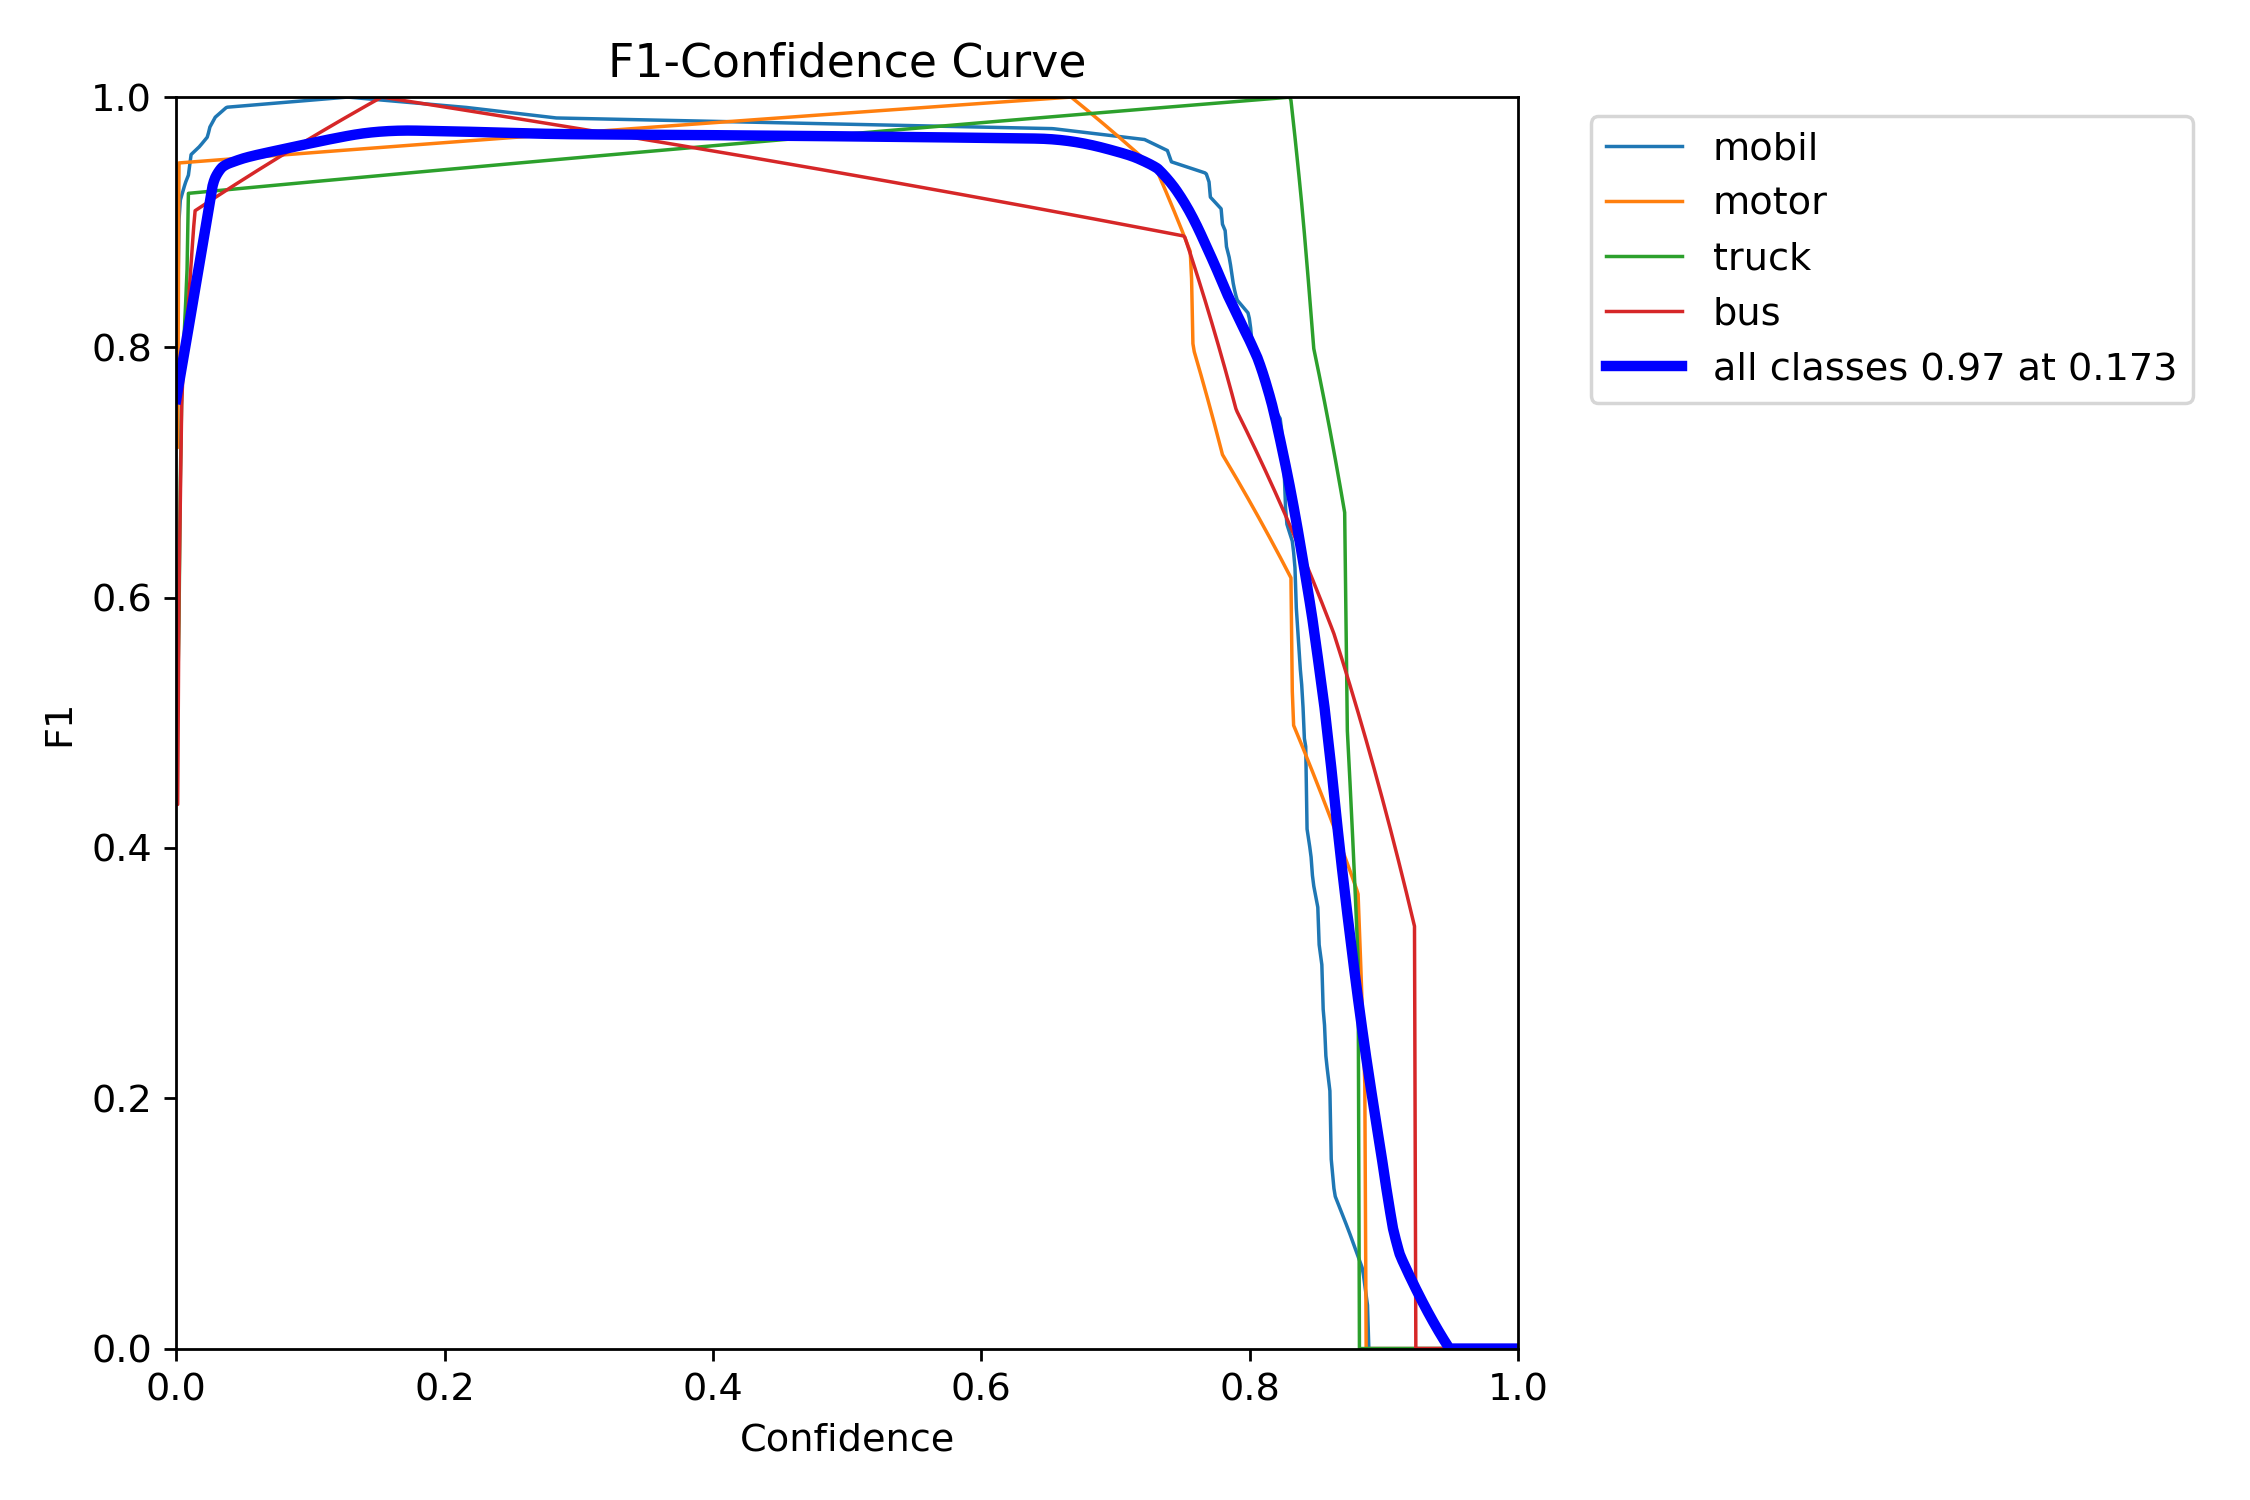 F1-Confidence Curve
1.0
0.8
0.6
0.4
0.2
0.0
F1
0.0 0.2 0.4 0.6 0.8 1.0
Confidence
mobil
motor
truck
bus
all classes 0.97 at 0.173